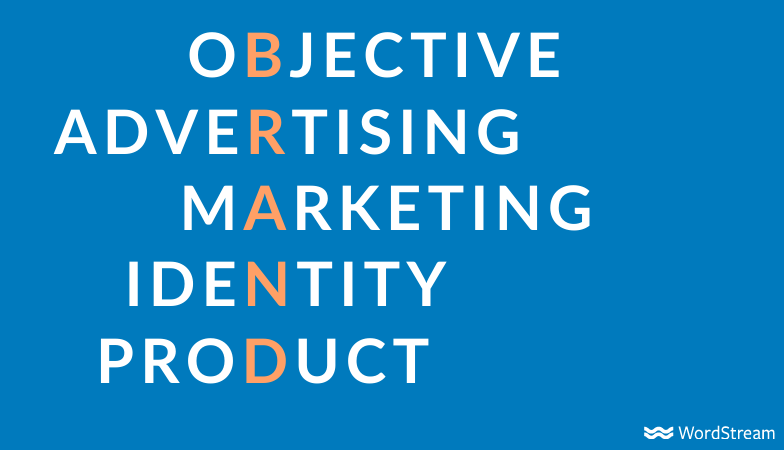 OBJECTIVE
ADVERTISING
MARKETING
IDENTITY
PRODUCT
WordStream